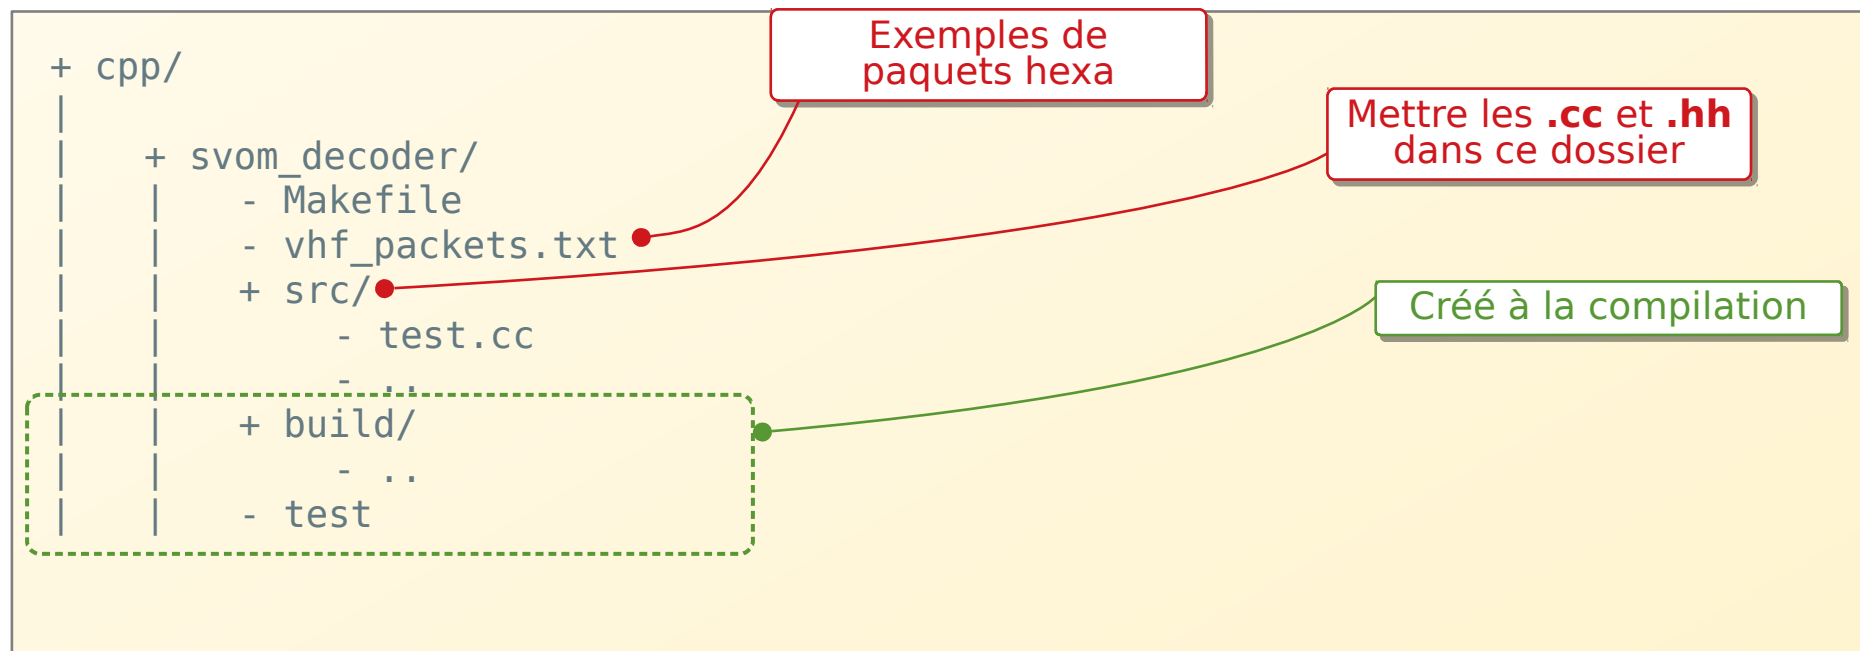 Exemples de
paquets hexa
+ cpp/
|
Mettre les .cc et .hh
dans ce dossier
|    + svom_decoder/
|    |    - Makefile
|    |    - vhf_packets.txt
|    |    + src/
Créé à la compilation
|    |         - test.cc
|    |         - ..
|    |    + build/
|    |         - ..
|    |    - test